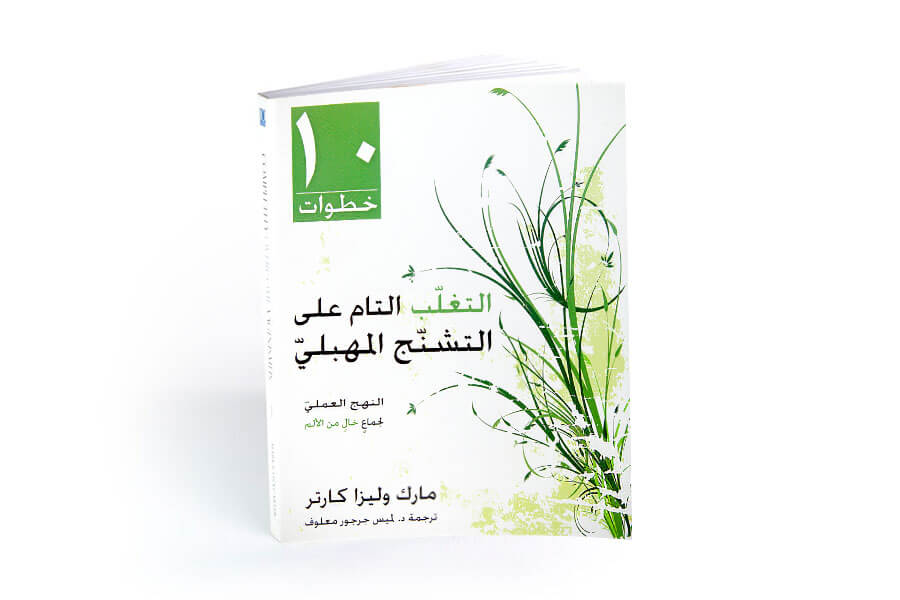 ١٠
خطوات
التغلّب التام على
التشنّج المهبليّ
النهج العمليّ
لجماعٍ خالٍ من الألم
مارك وليزا كارتر
ترجمة د. لميس جرجور معلوف